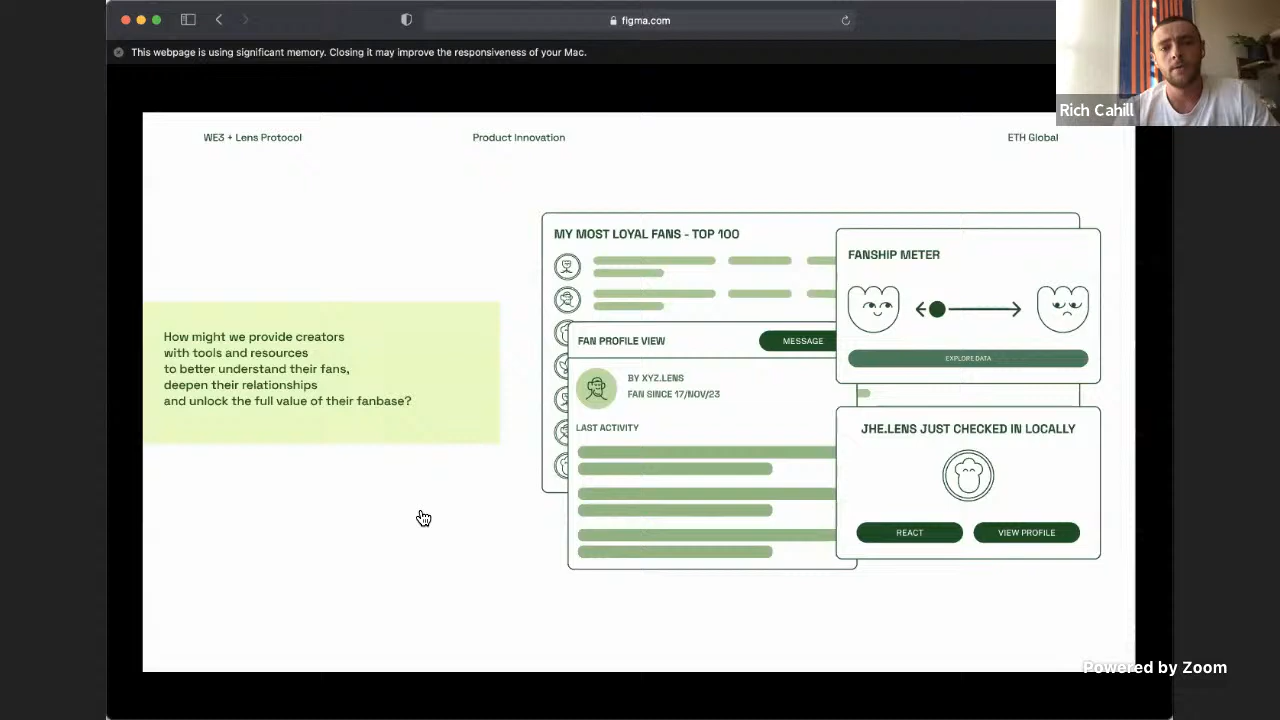 figma.com
This webpage is using significant memory. Closing it may improve the responsiveness of your Mac.
Rich Cahill
WE3 + Lens Protocol
Product Innovation
ETH Global
How might we provide creators
with tools and resources
to better understand their fans,
deepen their relationships
and unlock the full value of their fanbase?
MY MOST LOYAL FANS - TOP 100
FANSHIP METER
EXPLORE DATA
FAN PROFILE VIEW
MESSAGE
BY XYZ.LENS
FAN SINCE 17/NOV/23
LAST ACTIVITY
JHE.LENS JUST CHECKED IN LOCALLY
REACT
VIEW PROFILE
Powered by Zoom